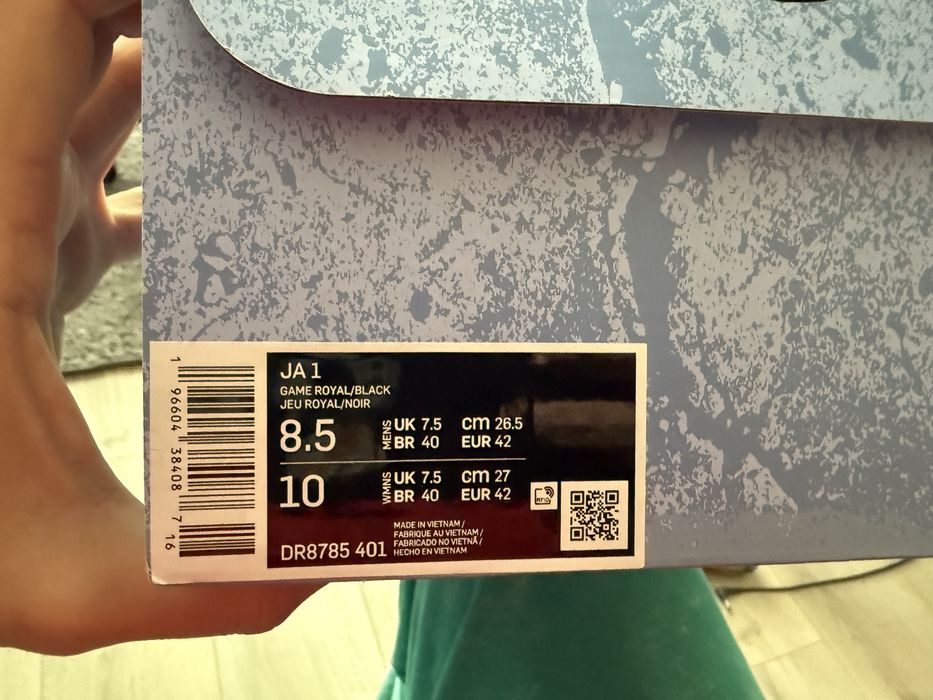 JA 1
GAME ROYAL/BLACK
JEU ROYAL/NOIR
8.5 MENS UK 7.5 cm 26.5
BR 40 EUR 42
10 WMNS UK 7.5 cm 27
BR 40 EUR 42
RFID
MADE IN VIETNAM /
FABRIQUE AU VIETNAM /
FABRICADO NO VIETNÃ /
HECHO EN VIETNAM
DR8785 401
1 96604 38408 7 16